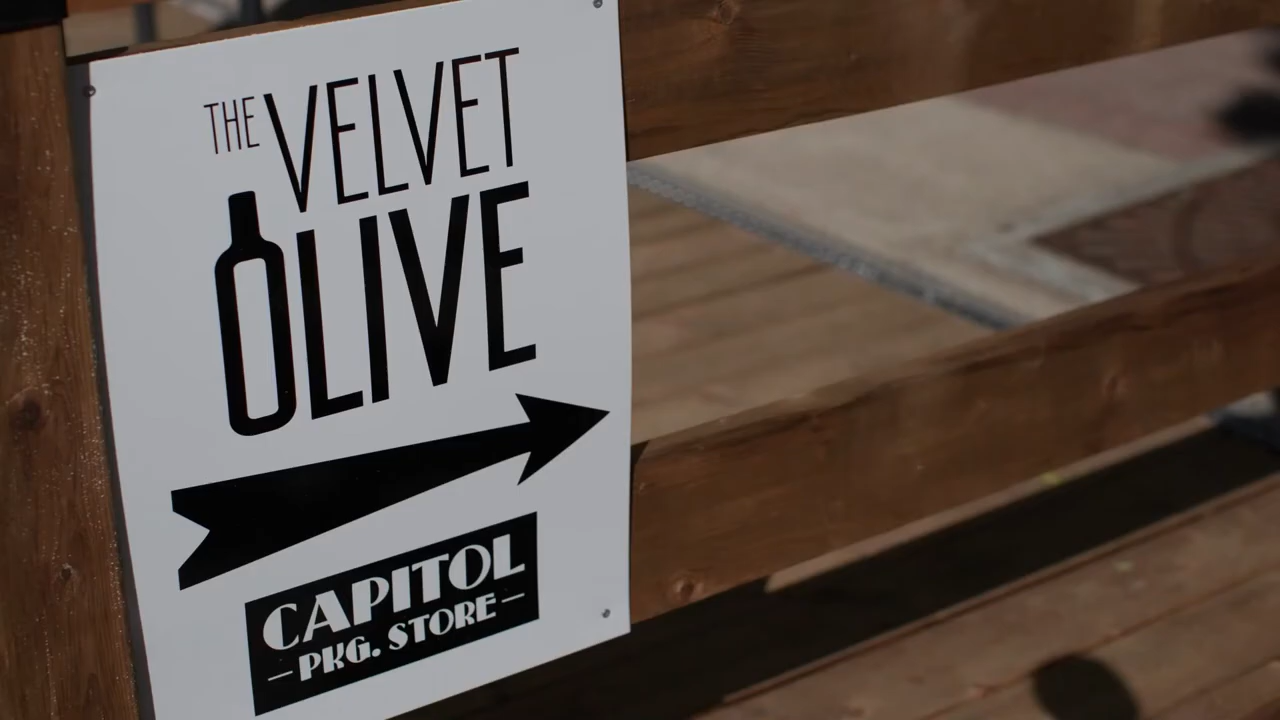 THE VELVET
OLIVE
CAPITOL
– PKG. STORE –